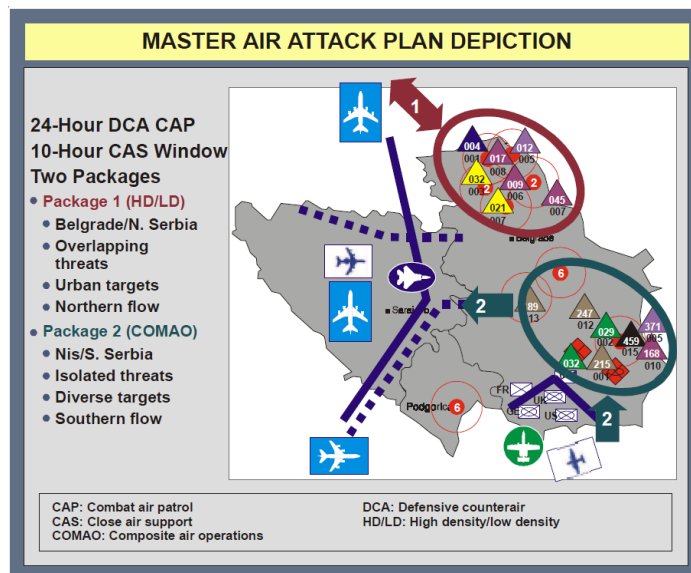 MASTER AIR ATTACK PLAN DEPICTION
24-Hour DCA CAP
10-Hour CAS Window
Two Packages
• Package 1 (HD/LD)
• Belgrade/N. Serbia
• Overlapping
threats
• Urban targets
• Northern flow
• Package 2 (COMAO)
• Nis/S. Serbia
• Isolated threats
• Diverse targets
• Southern flow
1
004
001
017
008
012
005
032
003
2
009
006
2
021
007
045
007
Belgrade
6
Sarajevo
2
89
13
247
012
029
002
371
005
459
015
168
010
032
215
001
Podgorica
6
FR
UK
GE
US
2
CAP: Combat air patrol
CAS: Close air support
COMAO: Composite air operations
DCA: Defensive counterair
HD/LD: High density/low density